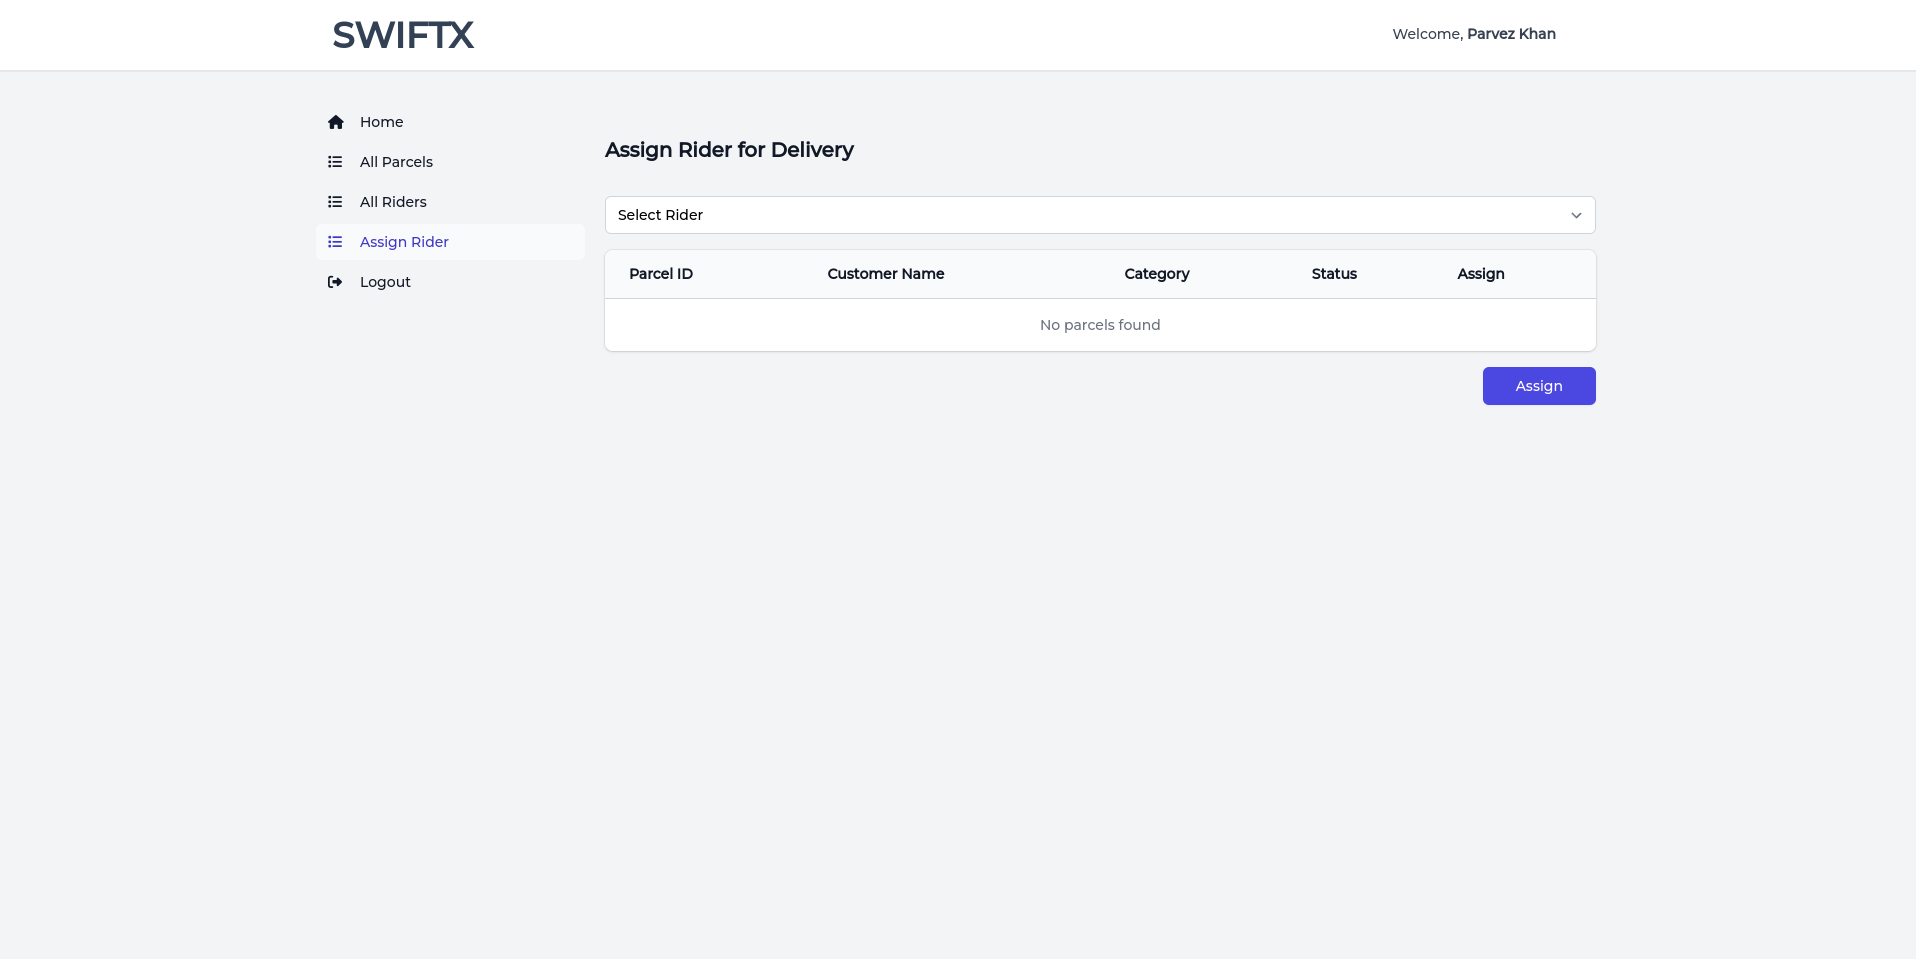 SWIFTX
Welcome, Parvez Khan
Home
All Parcels
All Riders
Assign Rider
Logout
Assign Rider for Delivery
Select Rider
Parcel ID Customer Name Category Status Assign
No parcels found
Assign